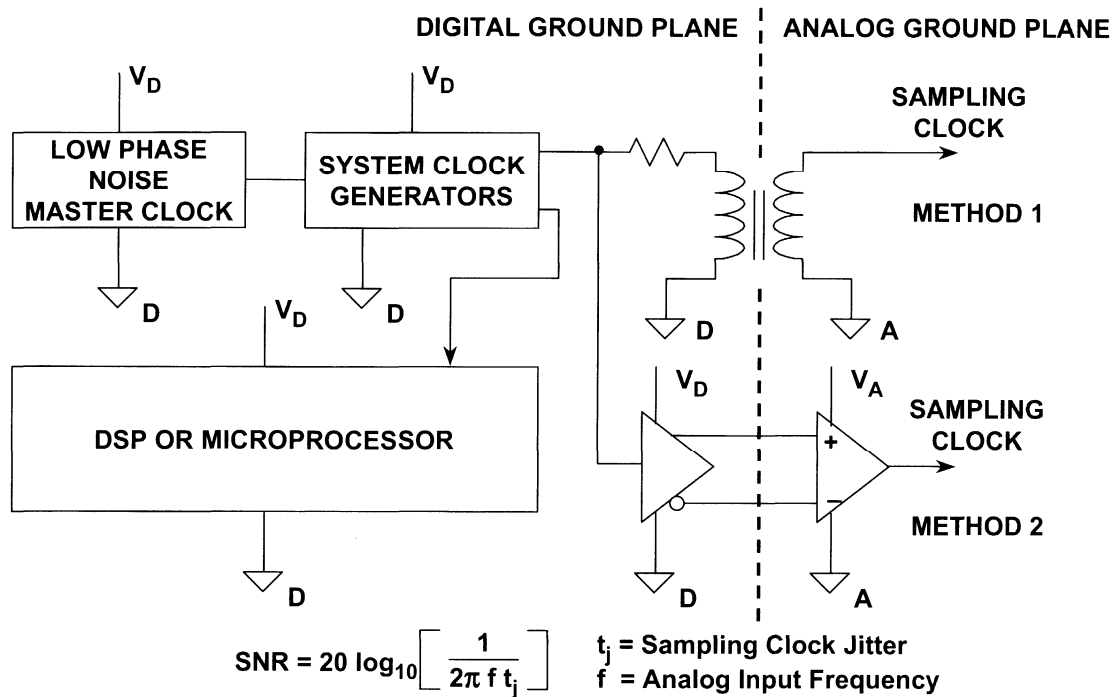 DIGITAL GROUND PLANE
ANALOG GROUND PLANE
V_D
V_D
SAMPLING
CLOCK
LOW PHASE
NOISE
MASTER CLOCK
SYSTEM CLOCK
GENERATORS
METHOD 1
D
D
D
A
V_D
V_D
V_A
DSP OR MICROPROCESSOR
SAMPLING
CLOCK
+
−
METHOD 2
D
D
A
SNR = 20 log₁₀[1 / 2π f t_j]
t_j = Sampling Clock Jitter
f = Analog Input Frequency